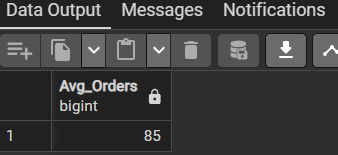 Data Output Messages Notifications
Avg_Orders
bigint
1 85